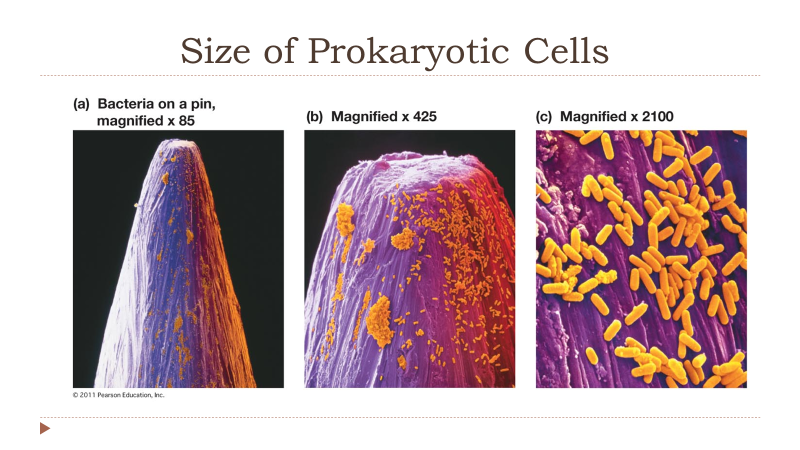 Size of Prokaryotic Cells
(a) Bacteria on a pin,
magnified x 85
(b) Magnified x 425
(c) Magnified x 2100
© 2011 Pearson Education, Inc.